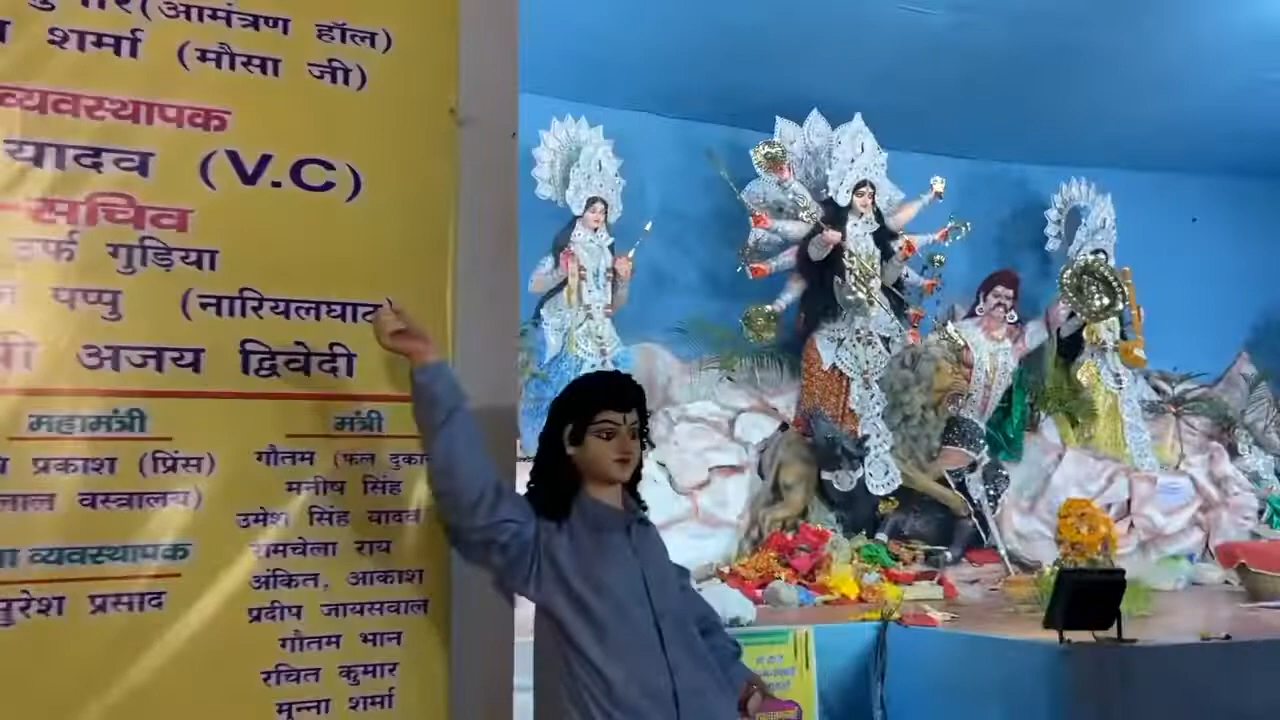 (आमंत्रण हॉल)
शर्मा (मौसा जी)
व्यवस्थापक
यादव (V.C)
सचिव
उर्फ गुड़िया
पप्पु (नारियलघाट
अजय द्विवेदी
महामंत्री
प्रकाश (प्रिंस)
वस्त्रालय)
व्यवस्थापक
प्रसाद
मंत्री
गौतम (फल दुकान
मनीष सिंह
उमेश सिंह यादव
रामचेला राय
अंकित, आकाश
प्रदीप जायसवाल
गौतम भान
रचित कुमार
मुन्ना शर्मा